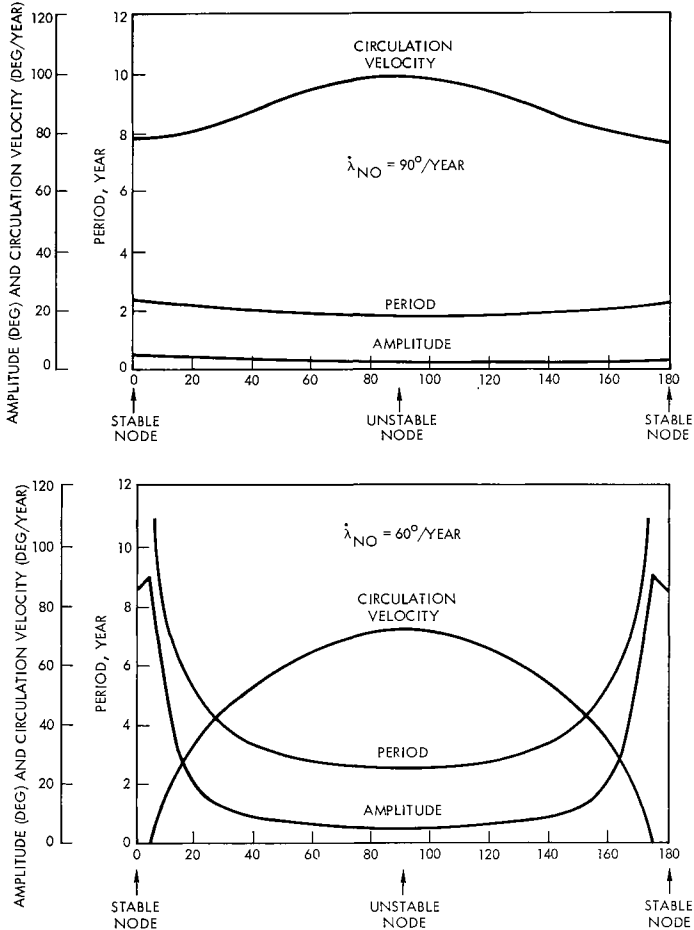 AMPLITUDE (DEG) AND CIRCULATION VELOCITY (DEG/YEAR)
120
100
80
60
40
20
0
PERIOD, YEAR
12
10
8
6
4
2
0
CIRCULATION
VELOCITY
λ̇NO = 90°/YEAR
PERIOD
AMPLITUDE
0 20 40 60 80 100 120 140 160 180
STABLE NODE
UNSTABLE NODE
STABLE NODE
AMPLITUDE (DEG) AND CIRCULATION VELOCITY (DEG/YEAR)
120
100
80
60
40
20
0
PERIOD, YEAR
12
10
8
6
4
2
0
λ̇NO = 60°/YEAR
CIRCULATION
VELOCITY
PERIOD
AMPLITUDE
0 20 40 60 80 100 120 140 160 180
STABLE NODE
UNSTABLE NODE
STABLE NODE